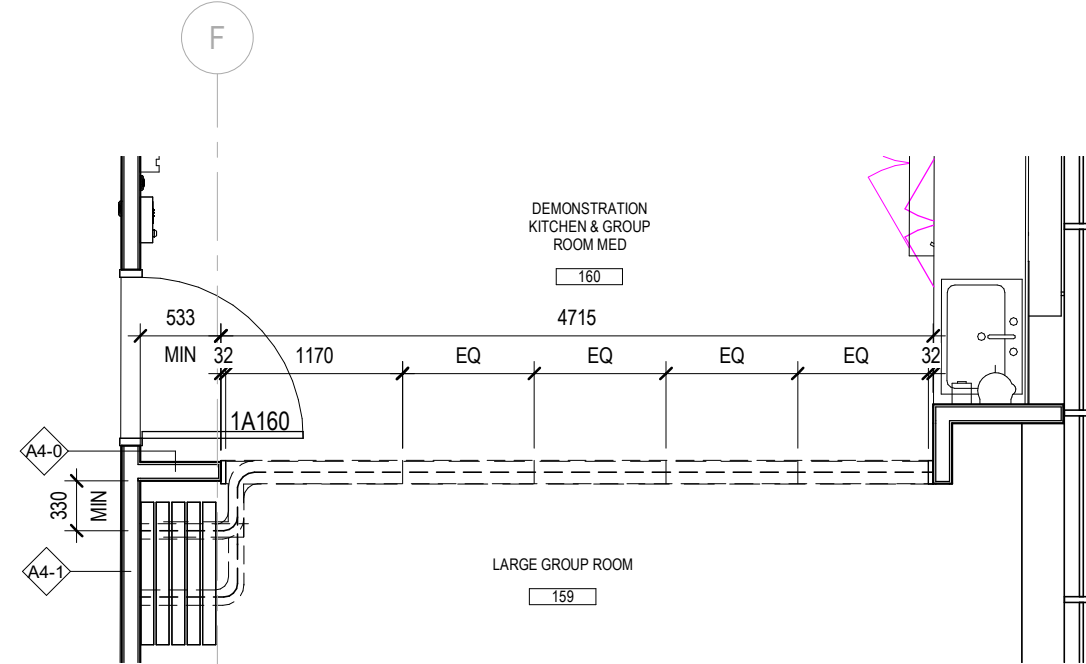 F
DEMONSTRATION
KITCHEN & GROUP
ROOM MED
160
533
4715
MIN 32 1170 EQ EQ EQ EQ 32
1A160
A4-0
330
MIN
A4-1
LARGE GROUP ROOM
159